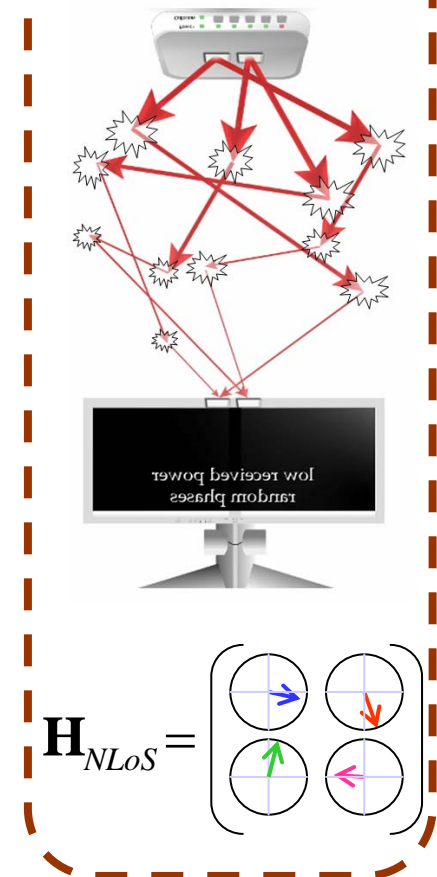 low received power
random phases
H_NLoS =